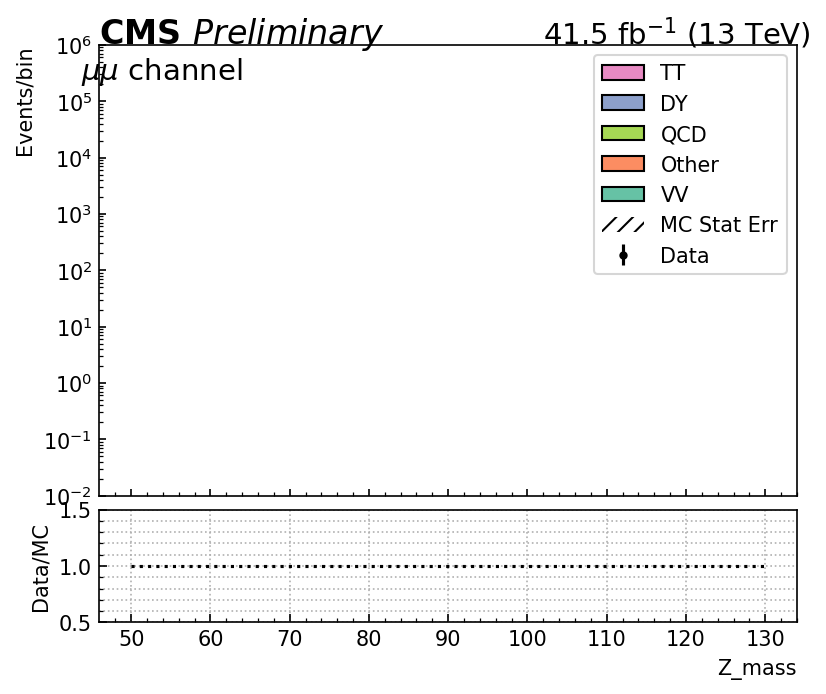 CMS Preliminary 41.5 fb⁻¹ (13 TeV)
μμ channel
Events/bin
10⁶
10⁵
10⁴
10³
10²
10¹
10⁰
10⁻¹
10⁻²
TT
DY
QCD
Other
VV
MC Stat Err
Data
Data/MC
1.5
1.0
0.5
50 60 70 80 90 100 110 120 130
Z_mass